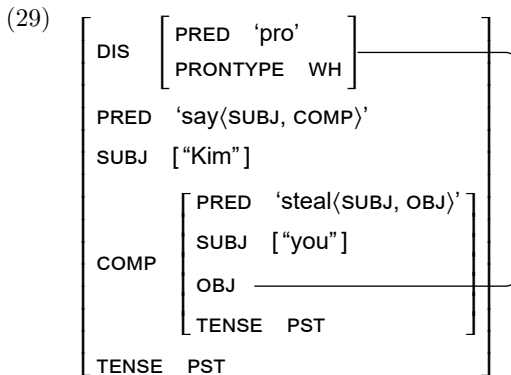 (29)
DIS PRED ‘pro’
PRONTYPE WH
PRED ‘say⟨SUBJ, COMP⟩’
SUBJ [“Kim”]
COMP PRED ‘steal⟨SUBJ, OBJ⟩’
SUBJ [“you”]
OBJ
TENSE PST
TENSE PST